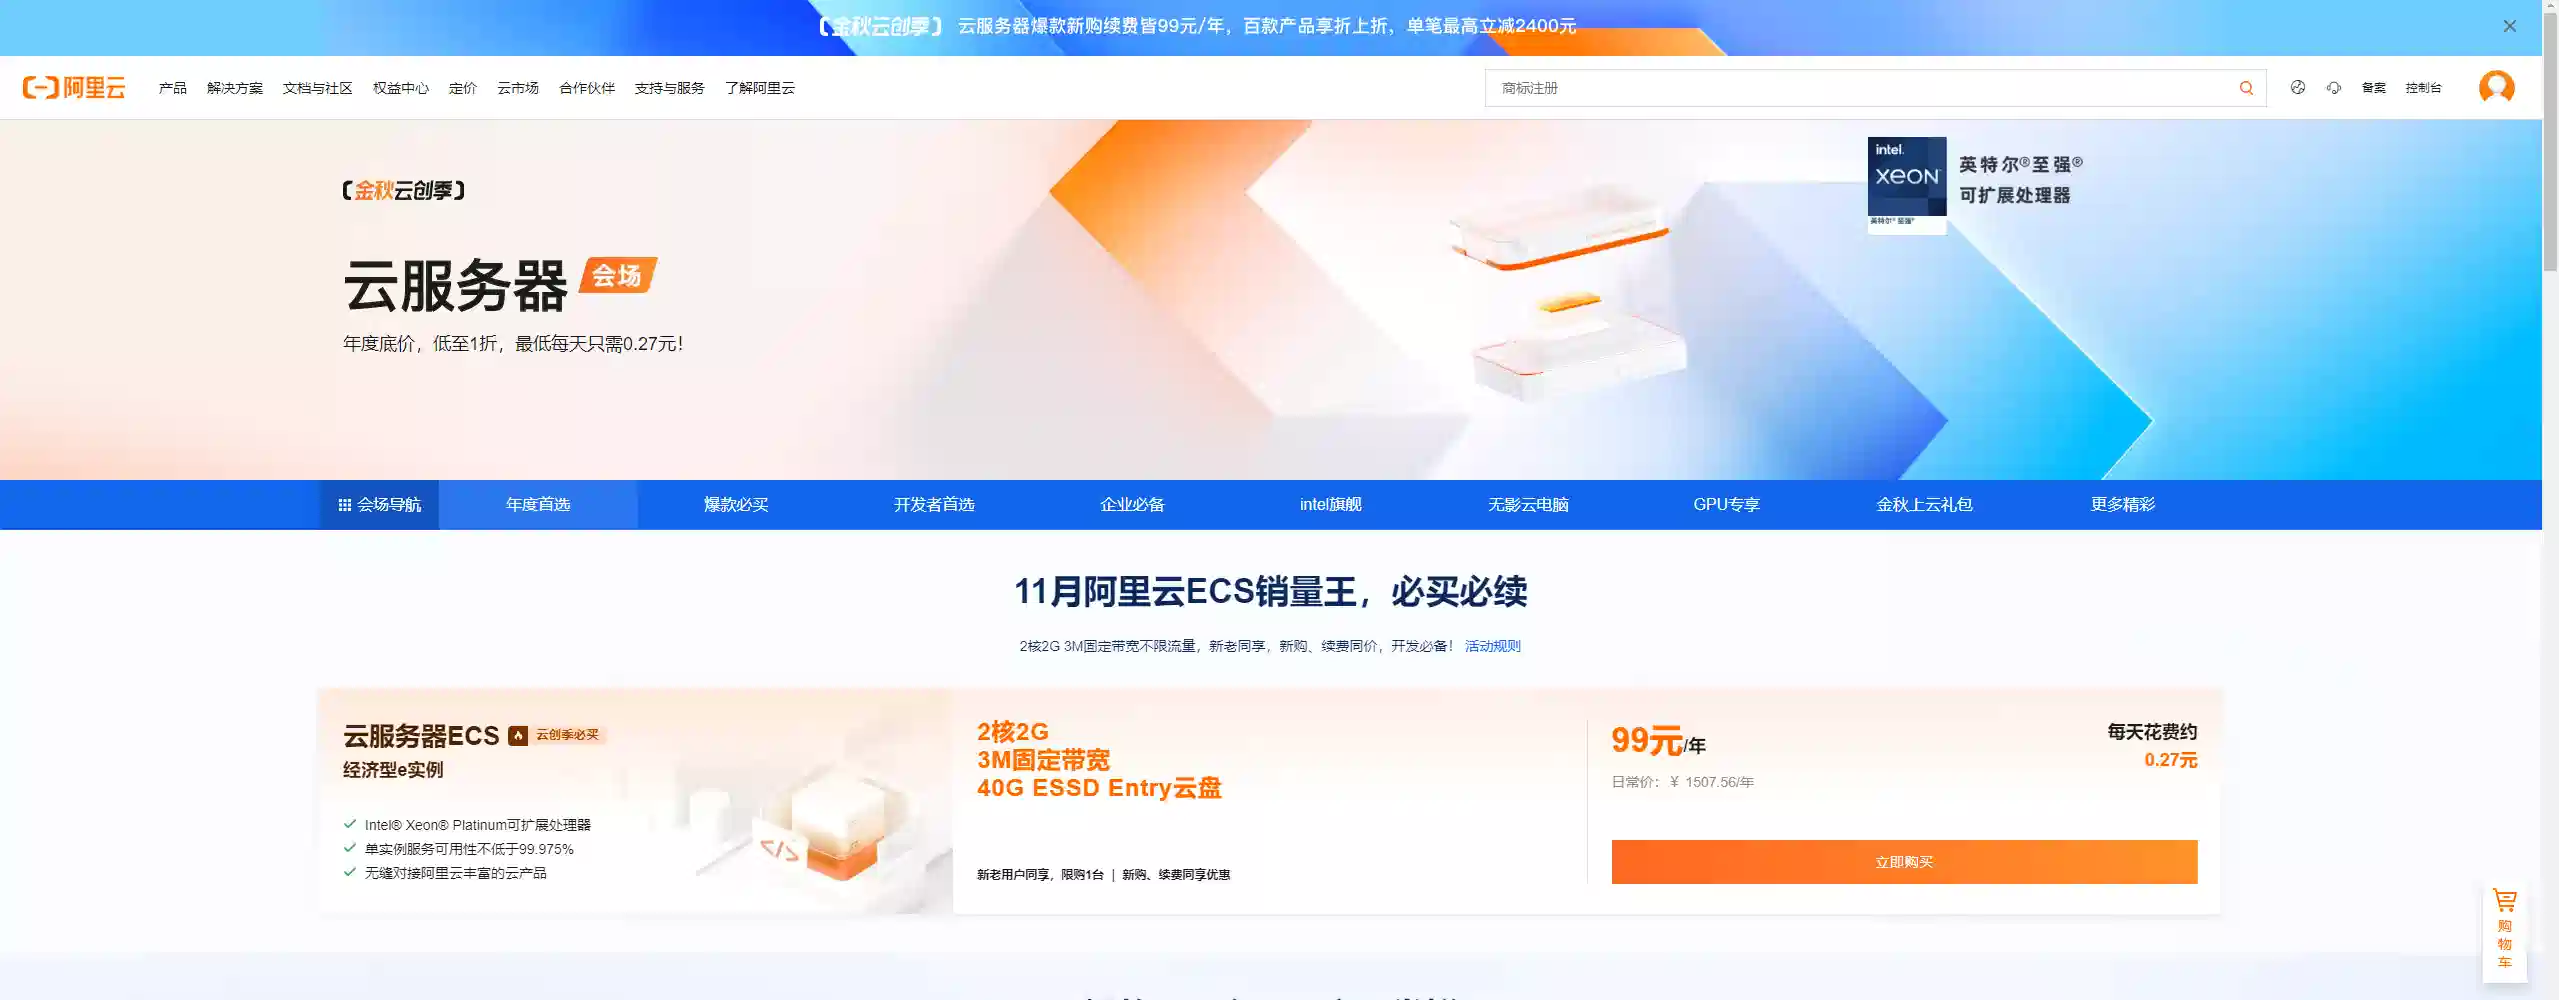 【金秋云创季】 云服务器爆款新购续费皆99元/年，百款产品享折上折，单笔最高立减2400元
阿里云 产品 解决方案 文档与社区 权益中心 定价 云市场 合作伙伴 支持与服务 了解阿里云 商标注册 备案 控制台
intel.
xeon
英特尔® 至强®
英特尔®至强®
可扩展处理器
【金秋云创季】
云服务器 会场
年度底价，低至1折，最低每天只需0.27元！
会场导航 年度首选 爆款必买 开发者首选 企业必备 intel旗舰 无影云电脑 GPU专享 金秋上云礼包 更多精彩
11月阿里云ECS销量王，必买必续
2核2G 3M固定带宽不限流量，新老同享，新购、续费同价，开发必备！ 活动规则
云服务器ECS 云创季必买
经济型e实例
Intel® Xeon® Platinum可扩展处理器
单实例服务可用性不低于99.975%
无缝对接阿里云丰富的云产品
2核2G
3M固定带宽
40G ESSD Entry云盘
新老用户同享，限购1台 | 新购、续费同享优惠
99元/年
日常价：￥ 1507.56/年
每天花费约
0.27元
立即购买
购
物
车